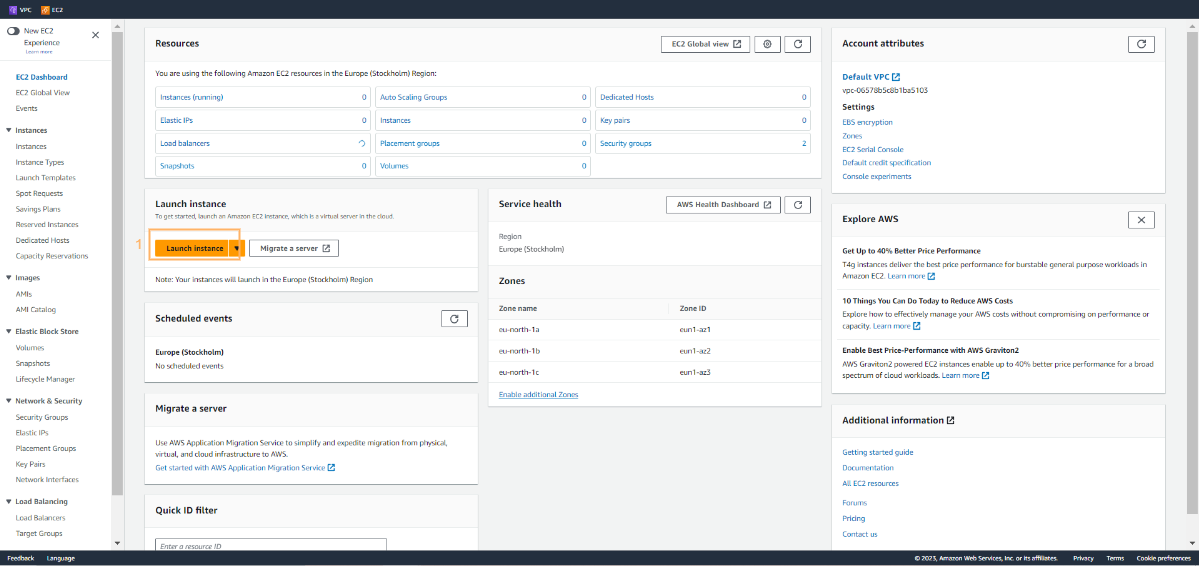 VPC EC2
New EC2
Experience
Learn more
EC2 Dashboard
EC2 Global View
Events
Instances
Instances
Instance Types
Launch Templates
Spot Requests
Savings Plans
Reserved Instances
Dedicated Hosts
Capacity Reservations
Images
AMIs
AMI Catalog
Elastic Block Store
Volumes
Snapshots
Lifecycle Manager
Network & Security
Security Groups
Elastic IPs
Placement Groups
Key Pairs
Network Interfaces
Load Balancing
Load Balancers
Target Groups
Resources
EC2 Global view
You are using the following Amazon EC2 resources in the Europe (Stockholm) Region:
Instances (running) 0 Auto Scaling Groups 0 Dedicated Hosts 0
Elastic IPs 0 Instances 0 Key pairs 0
Load balancers Placement groups 0 Security groups 2
Snapshots 0 Volumes 0
Launch instance
To get started, launch an Amazon EC2 instance, which is a virtual server in the cloud.
1 Launch instance Migrate a server
Note: Your instances will launch in the Europe (Stockholm) Region
Scheduled events
Europe (Stockholm)
No scheduled events
Migrate a server
Use AWS Application Migration Service to simplify and expedite migration from physical,
virtual, and cloud infrastructure to AWS.
Get started with AWS Application Migration Service
Quick ID filter
Enter a resource ID
Service health
AWS Health Dashboard
Region
Europe (Stockholm)
Zones
Zone name Zone ID
eu-north-1a eun1-az1
eu-north-1b eun1-az2
eu-north-1c eun1-az3
Enable additional Zones
Account attributes
Default VPC
vpc-06578b5c8b1ba5103
Settings
EBS encryption
Zones
EC2 Serial Console
Default credit specification
Console experiments
Explore AWS
Get Up to 40% Better Price Performance
T4g instances deliver the best price performance for burstable general purpose workloads in
Amazon EC2. Learn more
10 Things You Can Do Today to Reduce AWS Costs
Explore how to effectively manage your AWS costs without compromising on performance or
capacity. Learn more
Enable Best Price-Performance with AWS Graviton2
AWS Graviton2 powered EC2 instances enable up to 40% better price performance for a broad
spectrum of cloud workloads. Learn more
Additional information
Getting started guide
Documentation
All EC2 resources
Forums
Pricing
Contact us
Feedback Language © 2023, Amazon Web Services, Inc. or its affiliates. Privacy Terms Cookie preferences